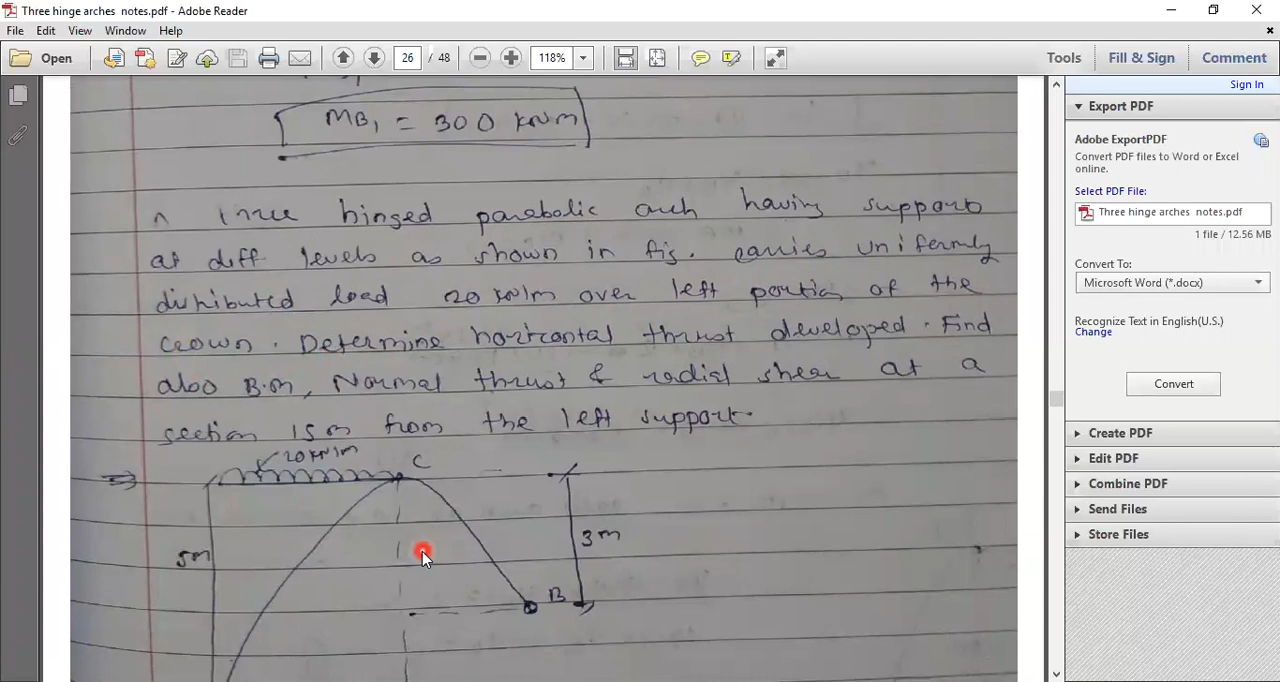 Three hinge arches notes.pdf - Adobe Reader
File Edit View Window Help
Open 26 / 48 118% Tools Fill & Sign Comment
Sign In
Export PDF
Adobe ExportPDF
Convert PDF files to Word or Excel
online.
Select PDF File:
Three hinge arches notes.pdf
1 file / 12.56 MB
Convert To:
Microsoft Word (*.docx)
Recognize Text in English(U.S.)
Change
Convert
Create PDF
Edit PDF
Combine PDF
Send Files
Store Files
MB₁ = 300 kNm
three hinged parabolic arch having support
at diff levels as shown in fig. carries uniformly
distributed load 20 kN/m over left portion of the
crown. Determine horizontal thrust developed. Find
also B.m, Normal thrust & radial shear at a
section 15m from the left support.
20 kN/m C
5m 3m
B